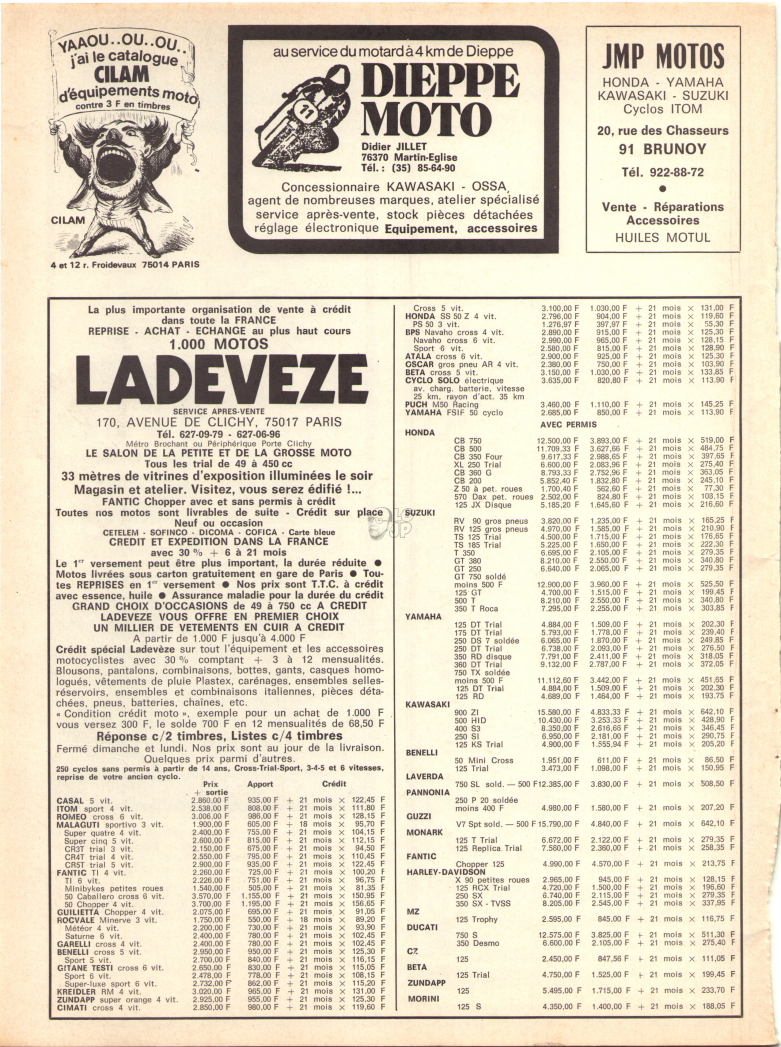 YAAOU..OU..OU..
j'ai le catalogue
CILAM
d'équipements moto
contre 3 F en timbres
CILAM
4 et 12 r. Froidevaux 75014 PARIS
au service du motard à 4 km de Dieppe
DIEPPE
MOTO
11
Didier JILLET
76370 Martin-Eglise
Tél. : (35) 85-64-90
Concessionnaire KAWASAKI - OSSA,
agent de nombreuses marques, atelier spécialisé
service après-vente, stock pièces détachées
réglage électronique Equipement, accessoires
JMP MOTOS
HONDA - YAMAHA
KAWASAKI - SUZUKI
Cyclos ITOM
20, rue des Chasseurs
91 BRUNOY
Tél. 922-88-72
●
Vente - Réparations
Accessoires
HUILES MOTUL
La plus importante organisation de vente à crédit
dans toute la FRANCE
REPRISE - ACHAT - ECHANGE au plus haut cours
1.000 MOTOS
LADEVEZE
SERVICE APRES-VENTE
170, AVENUE DE CLICHY, 75017 PARIS
Tél. 627-09-79 - 627-06-96
Métro Brochant ou Périphérique Porte Clichy
LE SALON DE LA PETITE ET DE LA GROSSE MOTO
Tous les trial de 49 à 450 cc
33 mètres de vitrines d'exposition illuminées le soir
Magasin et atelier. Visitez, vous serez édifié !...
FANTIC Chopper avec et sans permis à crédit
Toutes nos motos sont livrables de suite - Crédit sur place
Neuf ou occasion
CETELEM - SOFINCO - DICOMA - COFICA - Carte bleue
CREDIT ET EXPEDITION DANS LA FRANCE
avec 30 % + 6 à 21 mois
Le 1er versement peut être plus important, la durée réduite ●
Motos livrées sous carton gratuitement en gare de Paris ● Tou-
tes REPRISES en 1er versement ● Nos prix sont T.T.C. à crédit
avec essence, huile ● Assurance maladie pour la durée du crédit
GRAND CHOIX D'OCCASIONS de 49 à 750 cc A CREDIT
LADEVEZE VOUS OFFRE EN PREMIER CHOIX
UN MILLIER DE VETEMENTS EN CUIR A CREDIT
A partir de 1.000 F jusqu'à 4.000 F
Crédit spécial Ladevèze sur tout l'équipement et les accessoires
motocyclistes avec 30 % comptant + 3 à 12 mensualités.
Blousons, pantalons, combinaisons, bottes, gants, casques homo-
logués, vêtements de pluie Plastex, carénages, ensembles selles-
réservoirs, ensembles et combinaisons italiennes, pièces déta-
chées, pneus, batteries, chaînes, etc.
« Condition crédit moto », exemple pour un achat de 1.000 F
vous versez 300 F, le solde 700 F en 12 mensualités de 68,50 F
Réponse c/2 timbres, Listes c/4 timbres
Fermé dimanche et lundi. Nos prix sont au jour de la livraison.
Quelques prix parmi d'autres.
250 cyclos sans permis à partir de 14 ans, Cross-Trial-Sport, 3-4-5 et 6 vitesses,
reprise de votre ancien cyclo.
Prix Apport Crédit
+ sortie
CASAL 5 vit. 2.860,00 F 935,00 F + 21 mois × 122,45 F
ITOM sport 4 vit. 2.538,00 F 808,00 F + 21 mois × 111,80 F
ROMEO cross 6 vit. 3.006,00 F 986,00 F + 21 mois × 128,15 F
MALAGUTI sportivo 3 vit. 1.900,00 F 605,00 F + 18 mois × 95,70 F
Super quatre 4 vit. 2.400,00 F 755,00 F + 21 mois × 104,15 F
Super cinq 5 vit. 2.600,00 F 815,00 F + 21 mois × 112,15 F
CR3T trial 3 vit. 2.150,00 F 675,00 F + 21 mois × 94,50 F
CR4T trial 4 vit. 2.550,00 F 795,00 F + 21 mois × 110,45 F
CR5T trial 5 vit. 2.900,00 F 935,00 F + 21 mois × 122,45 F
FANTIC TI 4 vit. 2.260,00 F 725,00 F + 21 mois × 100,20 F
TI 6 vit. 2.226,00 F 751,00 F + 21 mois × 96,75 F
Minibykes petites roues 1.540,00 F 505,00 F + 21 mois × 81,35 F
50 Caballero cross 6 vit. 3.570,00 F 1.155,00 F + 21 mois × 150,95 F
50 Chopper 4 vit. 3.700,00 F 1.195,00 F + 21 mois × 156,65 F
GUILIETTA Chopper 4 vit. 2.075,00 F 695,00 F + 21 mois × 91,05 F
ROCVALE Minerve 3 vit. 1.750,00 F 550,00 F + 18 mois × 89,20 F
Météor 4 vit. 2.200,00 F 730,00 F + 21 mois × 93,90 F
Saturne 6 vit. 2.400,00 F 780,00 F + 21 mois × 102,45 F
GARELLI cross 4 vit. 2.400,00 F 780,00 F + 21 mois × 102,45 F
BENELLI cross 5 vit. 2.950,00 F 950,00 F + 21 mois × 125,30 F
Sport 5 vit. 2.700,00 F 840,00 F + 21 mois × 116,15 F
GITANE TESTI cross 6 vit. 2.650,00 F 830,00 F + 21 mois × 115,05 F
Sport 6 vit. 2.478,00 F 778,00 F + 21 mois × 108,15 F
Super-luxe sport 6 vit. 2.732,00 F 862,00 F + 21 mois × 115,20 F
KREIDLER RM 4 vit. 3.020,00 F 965,00 F + 21 mois × 131,00 F
ZUNDAPP super orange 4 vit. 2.925,00 F 955,00 F + 21 mois × 125,30 F
CIMATI cross 4 vit. 2.850,00 F 980,00 F + 21 mois × 119,60 F
Cross 5 vit. 3.100,00 F 1.030,00 F + 21 mois × 131,00 F
HONDA SS 50 Z 4 vit. 2.796,00 F 904,00 F + 21 mois × 119,60 F
PS 50 3 vit. 1.276,97 F 397,97 F + 21 mois × 55,30 F
BPS Navaho cross 4 vit. 2.890,00 F 915,00 F + 21 mois × 125,30 F
Navaho cross 6 vit. 2.990,00 F 965,00 F + 21 mois × 128,15 F
Sport 6 vit. 2.580,00 F 815,00 F + 21 mois × 128,90 F
ATALA cross 6 vit. 2.900,00 F 925,00 F + 21 mois × 125,30 F
OSCAR gros pneu AR 4 vit. 2.380,00 F 750,00 F + 21 mois × 103,90 F
BETA cross 5 vit. 3.150,00 F 1.030,00 F + 21 mois × 133,85 F
CYCLO SOLO électrique 3.635,00 F 820,80 F + 21 mois × 113,90 F
av. charg. batterie, vitesse
25 km, rayon d'act. 35 km
PUCH M50 Racing 3.460,00 F 1.110,00 F + 21 mois × 145,25 F
YAMAHA FSIF 50 cyclo 2.685,00 F 850,00 F + 21 mois × 113,90 F
AVEC PERMIS
HONDA
CB 750 12.500,00 F 3.893,00 F + 21 mois × 519,00 F
CB 500 11.709,33 F 3.627,66 F + 21 mois × 484,75 F
CB 350 Four 9.617,33 F 2.988,65 F + 21 mois × 397,65 F
XL 250 Trial 6.600,00 F 2.083,96 F + 21 mois × 275,40 F
CB 360 G 8.793,33 F 2.752,96 F + 21 mois × 363,05 F
CB 200 5.852,40 F 1.832,80 F + 21 mois × 245,10 F
Z 50 à pet. roues 1.700,40 F 562,60 F + 21 mois × 77,30 F
570 Dax pet. roues 2.502,00 F 824,80 F + 21 mois × 108,15 F
125 JX Disque 5.185,20 F 1.645,60 F + 21 mois × 216,60 F
SUZUKI
RV 90 gros pneus 3.820,00 F 1.235,00 F + 21 mois × 165,25 F
RV 125 gros pneus 4.970,00 F 1.585,00 F + 21 mois × 210,90 F
TS 125 Trial 4.500,00 F 1.715,00 F + 21 mois × 176,65 F
TS 185 Trial 5.225,00 F 1.650,00 F + 21 mois × 222,30 F
T 350 6.695,00 F 2.105,00 F + 21 mois × 279,35 F
GT 380 8.210,00 F 2.550,00 F + 21 mois × 340,80 F
GT 250 6.640,00 F 2.065,00 F + 21 mois × 279,35 F
GT 750 soldé
moins 500 F 12.900,00 F 3.960,00 F + 21 mois × 525,50 F
125 GT 4.700,00 F 1.515,00 F + 21 mois × 199,45 F
500 T 8.210,00 F 2.550,00 F + 21 mois × 340,80 F
350 T Roca 7.295,00 F 2.255,00 F + 21 mois × 303,85 F
YAMAHA
125 DT Trial 4.884,00 F 1.509,00 F + 21 mois × 202,30 F
175 DT Trial 5.793,00 F 1.778,00 F + 21 mois × 239,40 F
250 DS 7 soldée 6.065,00 F 1.870,00 F + 21 mois × 249,85 F
250 DT Trial 6.738,00 F 2.093,00 F + 21 mois × 276,50 F
350 RD disque 7.791,00 F 2.411,00 F + 21 mois × 318,05 F
360 DT Trial 9.132,00 F 2.787,00 F + 21 mois × 372,05 F
750 TX soldée
moins 500 F 11.112,60 F 3.442,00 F + 21 mois × 451,65 F
125 DT Trial 4.884,00 F 1.509,00 F + 21 mois × 202,30 F
125 RD 4.689,00 F 1.464,00 F + 21 mois × 193,75 F
KAWASAKI
900 ZI 15.580,00 F 4.833,33 F + 21 mois × 642,10 F
500 HID 10.430,00 F 3.253,33 F + 21 mois × 428,90 F
400 S3 8.350,00 F 2.616,66 F + 21 mois × 346,45 F
250 SI 6.950,00 F 2.181,00 F + 21 mois × 290,75 F
125 KS Trial 4.900,00 F 1.555,94 F + 21 mois × 205,20 F
BENELLI
50 Mini Cross 1.951,00 F 611,00 F + 21 mois × 86,50 F
125 Trial 3.473,00 F 1.098,00 F + 21 mois × 150,95 F
LAVERDA
750 SL sold. — 500 F 12.385,00 F 3.830,00 F + 21 mois × 508,50 F
PANNONIA
250 P 20 soldée
moins 400 F 4.980,00 F 1.580,00 F + 21 mois × 207,20 F
GUZZI
V7 Spt sold. — 500 F 15.790,00 F 4.840,00 F + 21 mois × 642,10 F
MONARK
125 T Trial 6.672,00 F 2.122,00 F + 21 mois × 279,35 F
125 Replica Trial 7.550,00 F 2.360,00 F + 21 mois × 258,35 F
FANTIC
Chopper 125 4.990,00 F 4.570,00 F + 21 mois × 213,75 F
HARLEY-DAVIDSON
X 90 petites roues 2.965,00 F 945,00 F + 21 mois × 128,15 F
125 RCX Trial 4.720,00 F 1.500,00 F + 21 mois × 196,60 F
250 SX 6.740,00 F 2.115,00 F + 21 mois × 279,35 F
350 SX - TVSS 8.205,00 F 2.545,00 F + 21 mois × 337,95 F
MZ
125 Trophy 2.595,00 F 845,00 F + 21 mois × 116,75 F
DUCATI
750 S 12.575,00 F 3.825,00 F + 21 mois × 511,30 F
350 Desmo 6.600,00 F 2.105,00 F + 21 mois × 275,40 F
CZ
125 2.450,00 F 847,56 F + 21 mois × 111,05 F
BETA
125 Trial 4.750,00 F 1.525,00 F + 21 mois × 199,45 F
ZUNDAPP
125 5.495,00 F 1.715,00 F + 21 mois × 233,70 F
MORINI
125 S 4.350,00 F 1.400,00 F + 21 mois × 188,05 F